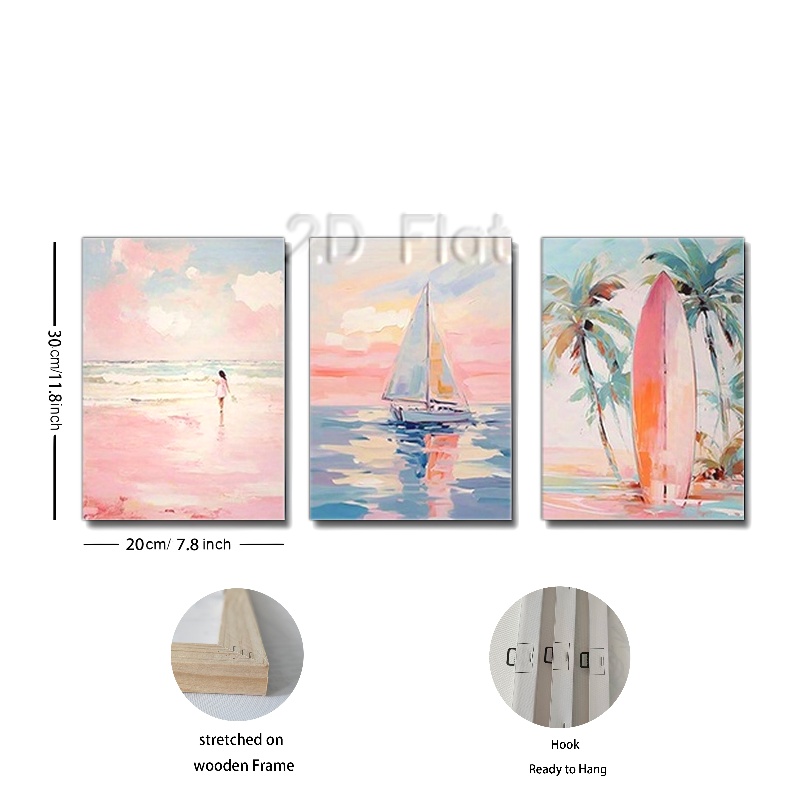 2D Flat
30cm/11.8inch
20cm/ 7.8 inch
stretched on
wooden Frame
Hook
Ready to Hang